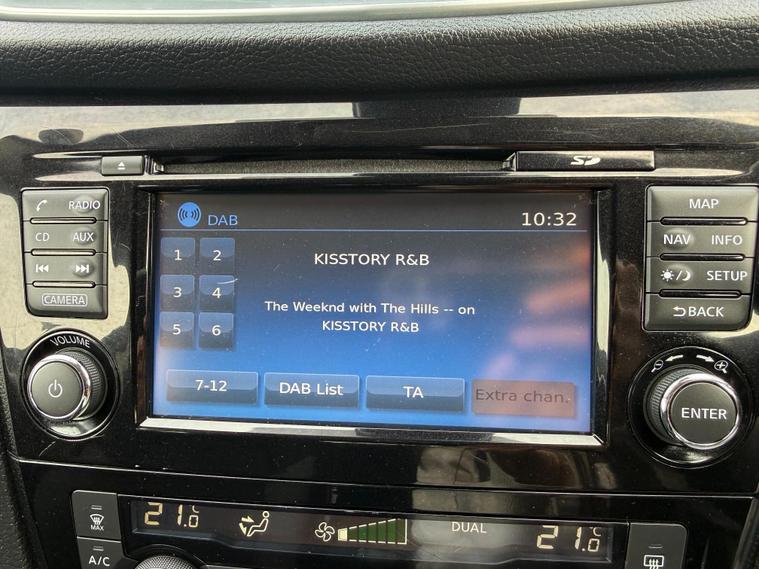 SD
RADIO
CD AUX
CAMERA
VOLUME
DAB
10:32
1 2
3 4
5 6
KISSTORY R&B
The Weeknd with The Hills -- on
KISSTORY R&B
7-12
DAB List
TA
Extra chan.
MAP
NAV INFO
SETUP
BACK
ENTER
MAX
A/C
21.0°C
DUAL
21.0°C